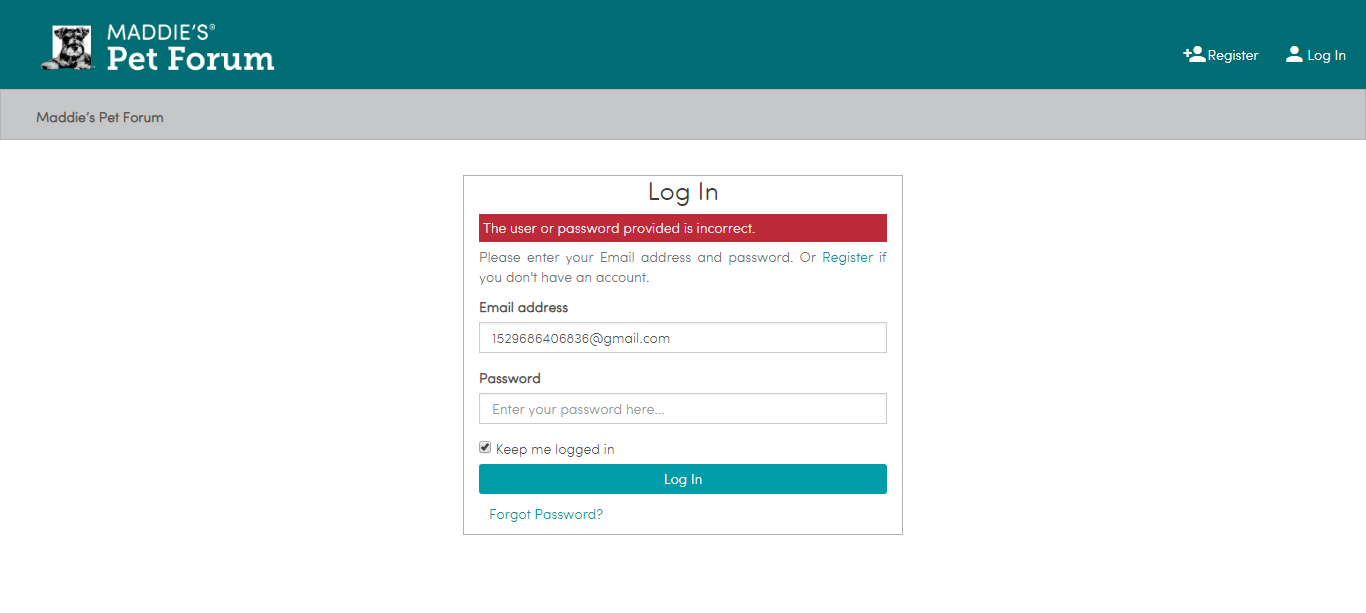 MADDIE'S®
Pet Forum
Register
Log In
Maddie's Pet Forum
Log In
The user or password provided is incorrect.
Please enter your Email address and password. Or Register if
you don't have an account.
Email address
1529686406836@gmail.com
Password
Enter your password here...
Keep me logged in
Log In
Forgot Password?